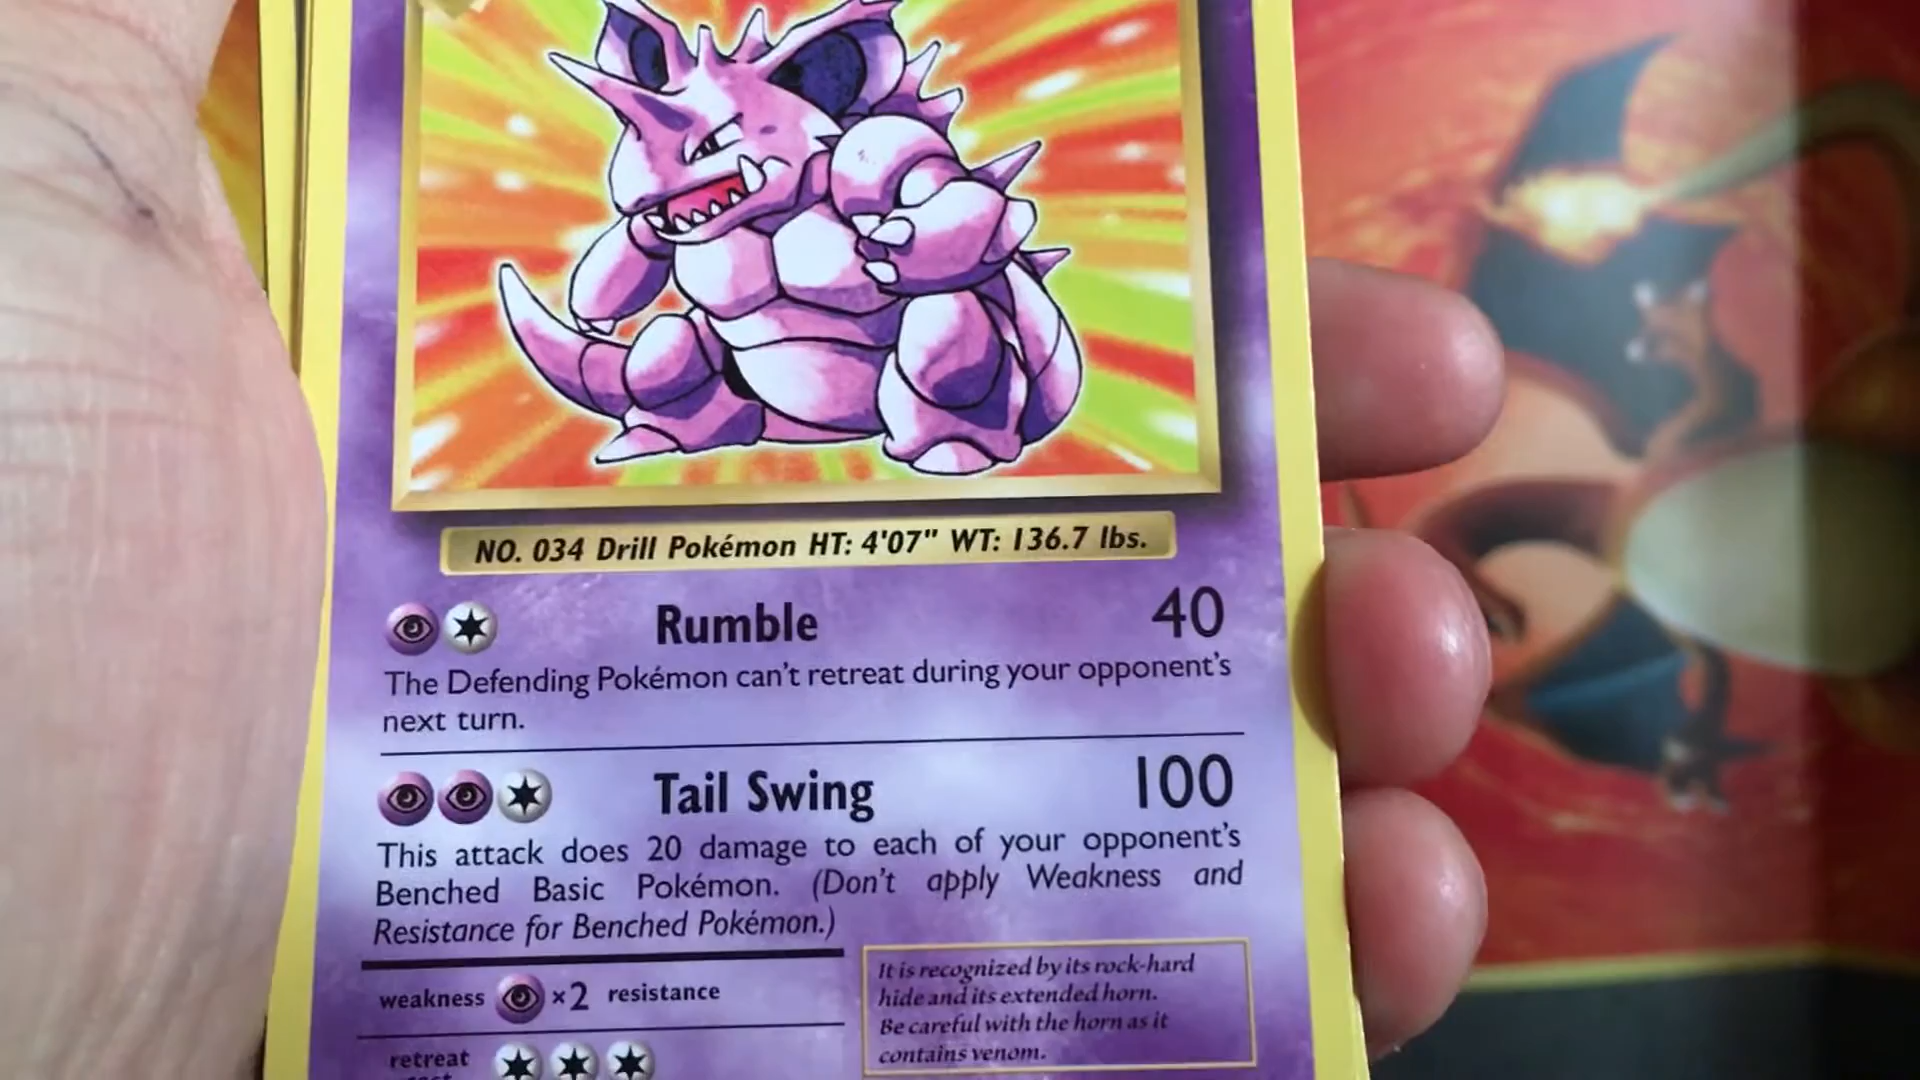 NO. 034 Drill Pokémon HT: 4'07" WT: 136.7 lbs.
Rumble 40
The Defending Pokémon can't retreat during your opponent's
next turn.
Tail Swing 100
This attack does 20 damage to each of your opponent's
Benched Basic Pokémon. (Don't apply Weakness and
Resistance for Benched Pokémon.)
weakness ×2 resistance
It is recognized by its rock-hard
hide and its extended horn.
Be careful with the horn as it
contains venom.
retreat